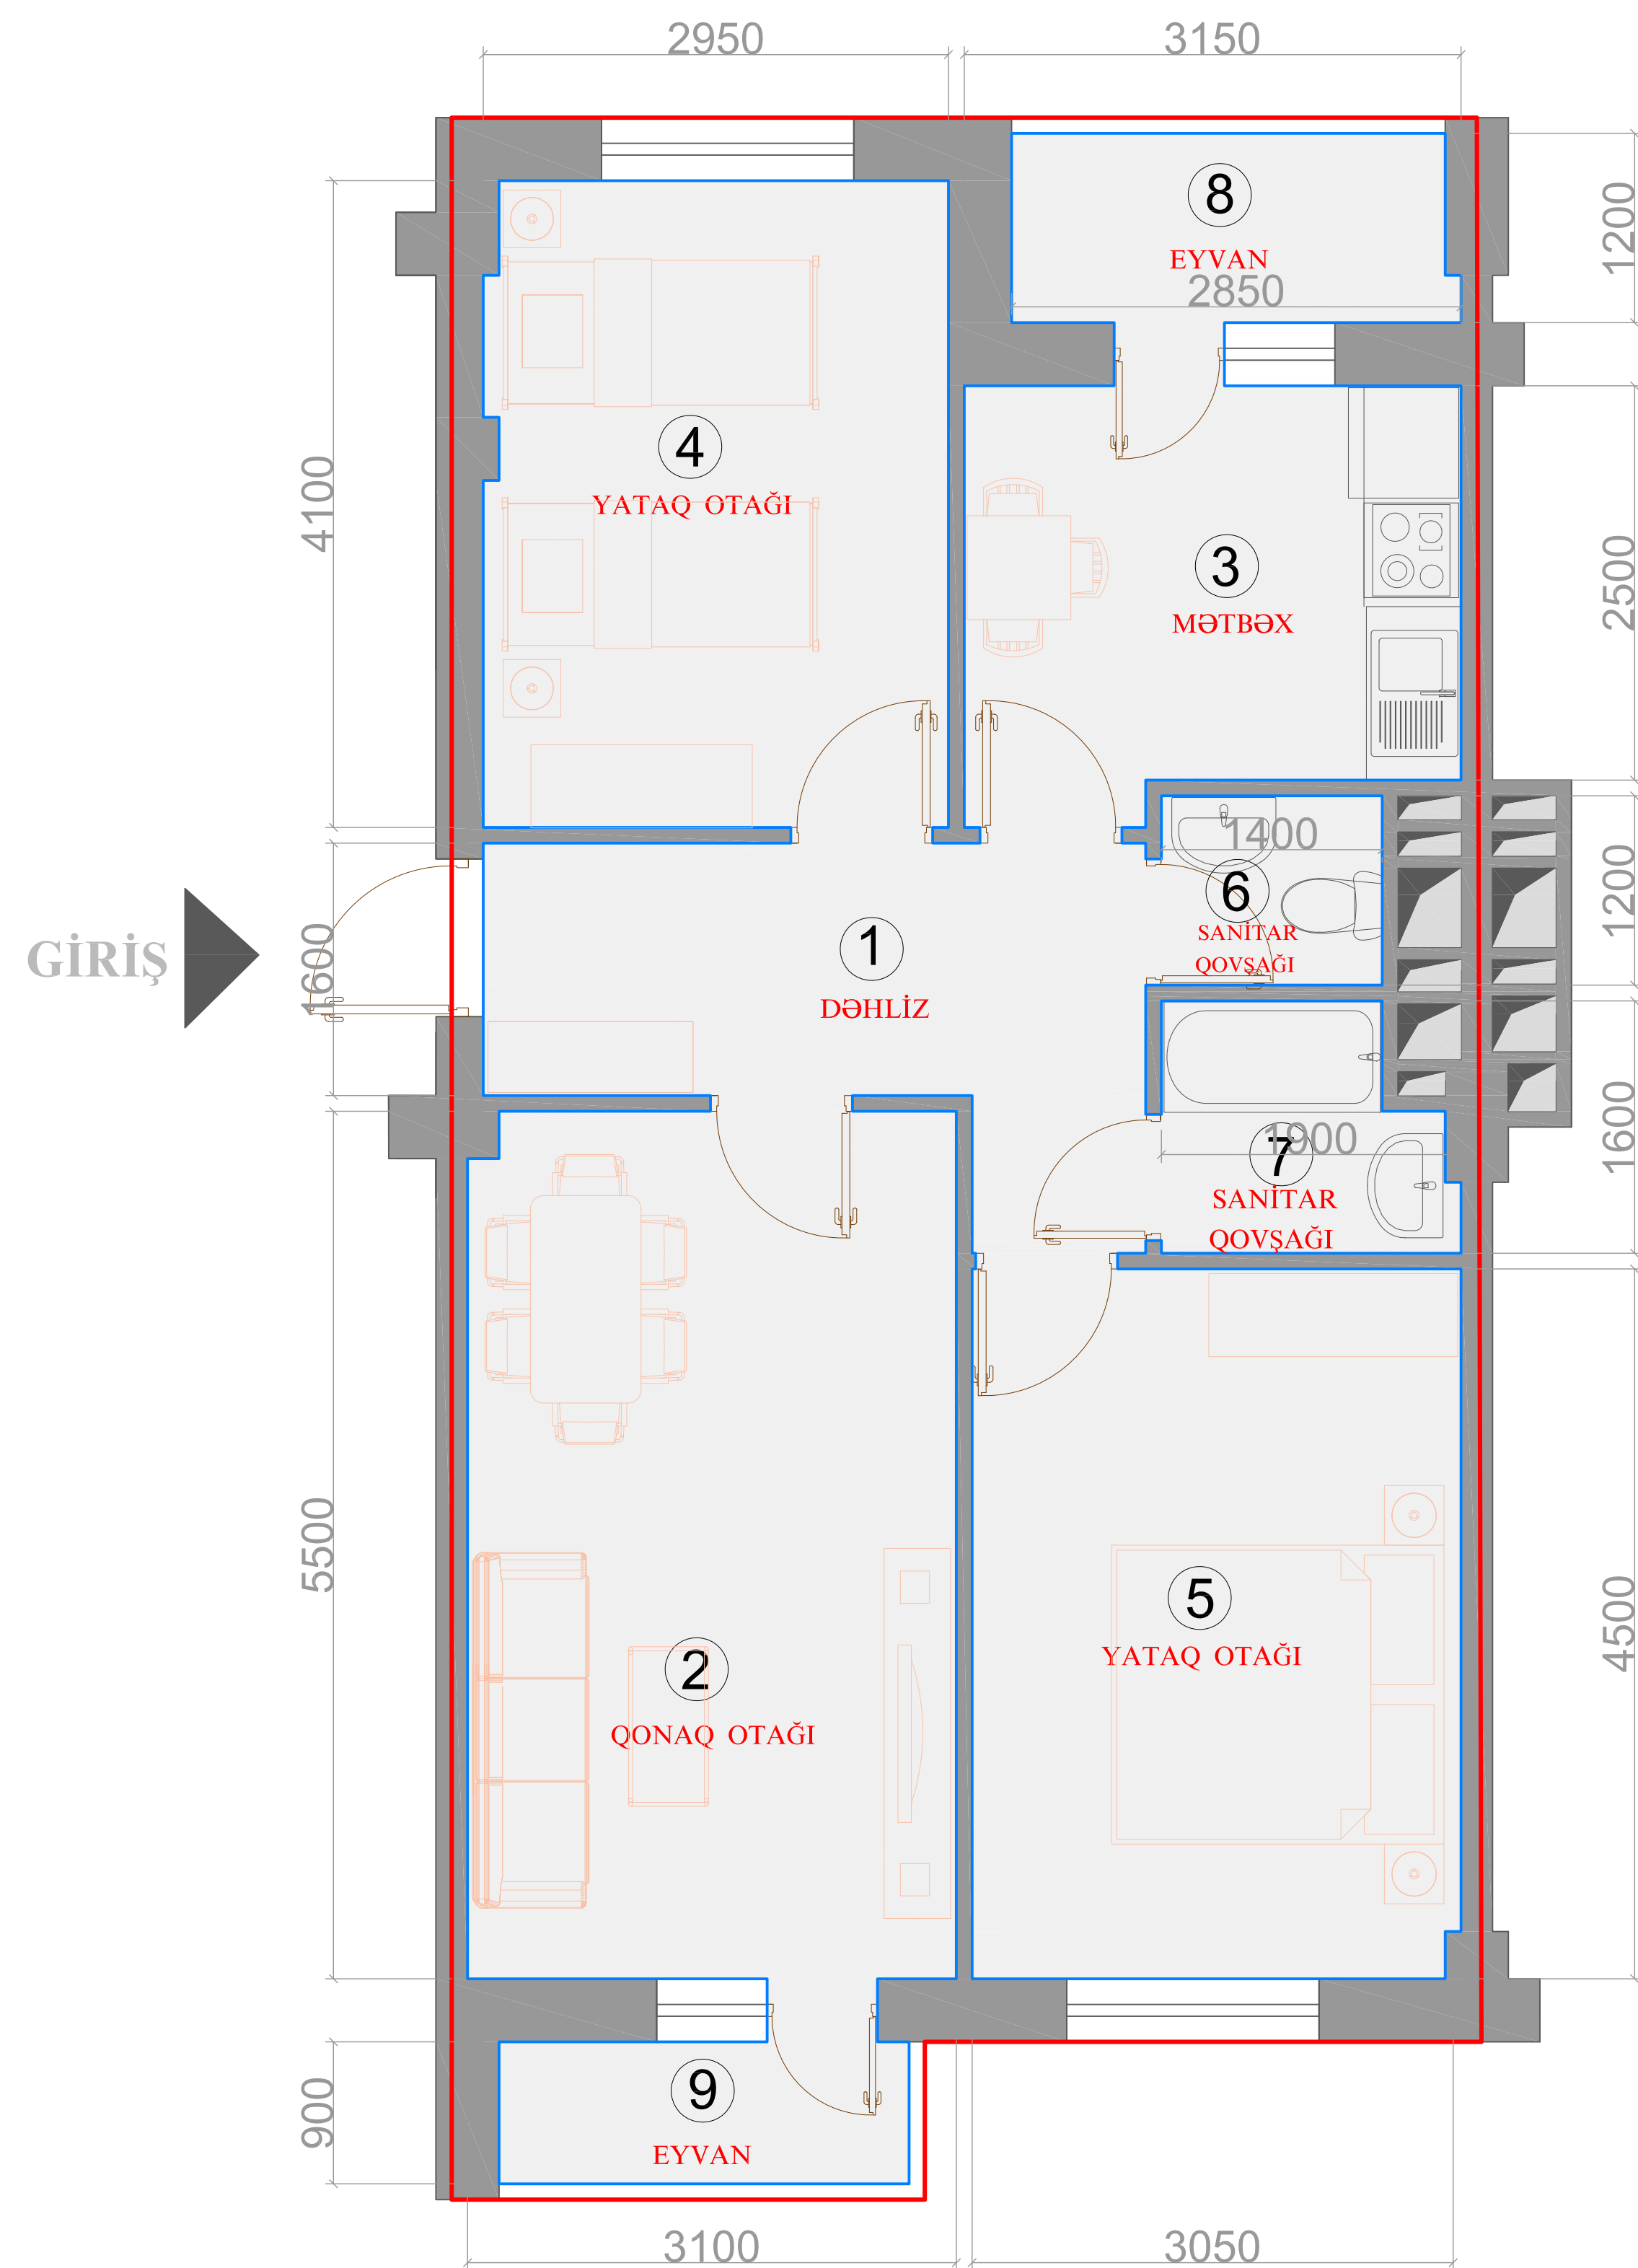 2950
3150
8
EYVAN
2850
1200
4
YATAQ OTAĞI
4100
3
MƏTBƏX
2500
1400
6
SANİTAR
QOVŞAĞI
1200
GİRİŞ
1600
1
DƏHLİZ
1900
7
SANİTAR
QOVŞAĞI
1600
5500
2
QONAQ OTAĞI
5
YATAQ OTAĞI
4500
9
EYVAN
900
3100
3050